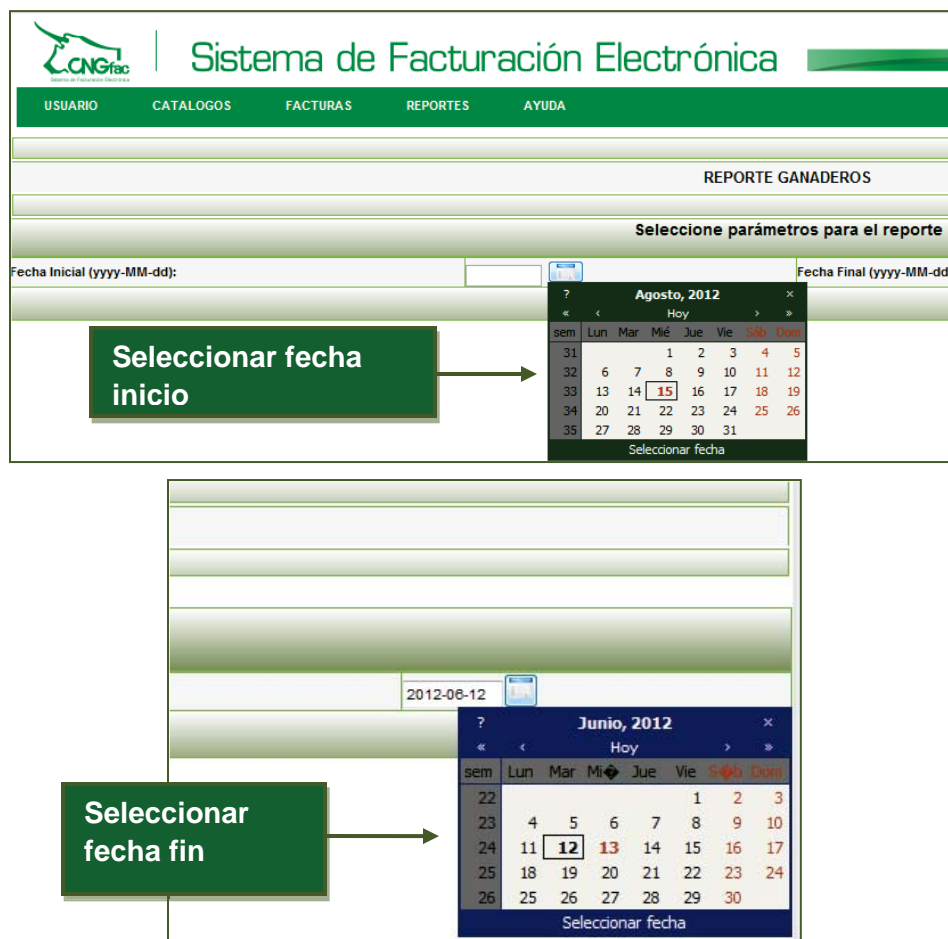 CNGfac
Sistema de Facturación Electrónica
Sistema de Facturación Electrónica
USUARIO CATALOGOS FACTURAS REPORTES AYUDA
REPORTE GANADEROS
Seleccione parámetros para el reporte
Fecha Inicial (yyyy-MM-dd): Fecha Final (yyyy-MM-dd
? Agosto, 2012 ×
« ‹ Hoy › »
sem Lun Mar Mié Jue Vie Sáb Dom
31 1 2 3 4 5
32 6 7 8 9 10 11 12
33 13 14 15 16 17 18 19
34 20 21 22 23 24 25 26
35 27 28 29 30 31
Seleccionar fecha
Seleccionar fecha
inicio
2012-06-12
? Junio, 2012 ×
« ‹ Hoy › »
sem Lun Mar Mi� Jue Vie S�b Dom
22 1 2 3
23 4 5 6 7 8 9 10
24 11 12 13 14 15 16 17
25 18 19 20 21 22 23 24
26 25 26 27 28 29 30
Seleccionar fecha
Seleccionar
fecha fin